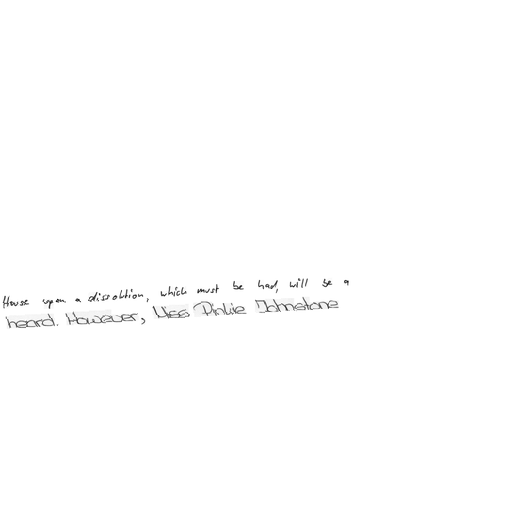 House upon a dissolution, which must be had, will be a
heard. However, Miss Pinkie Johnstone